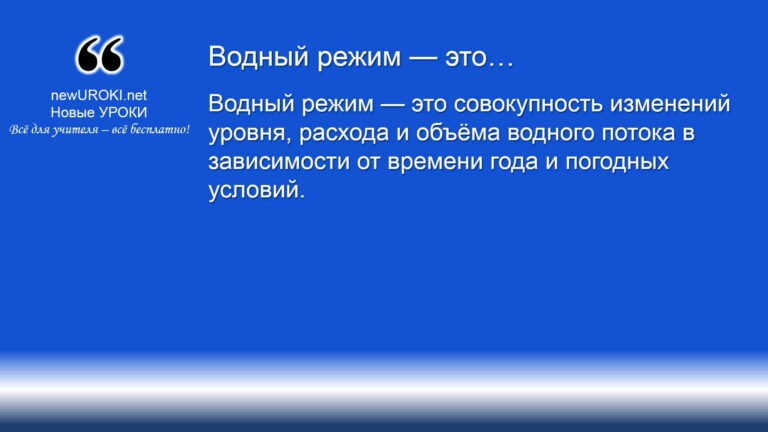 “
newUROKI.net
Новые УРОКИ
Всё для учителя – всё бесплатно!
Водный режим — это…
Водный режим — это совокупность изменений
уровня, расхода и объёма водного потока в
зависимости от времени года и погодных
условий.